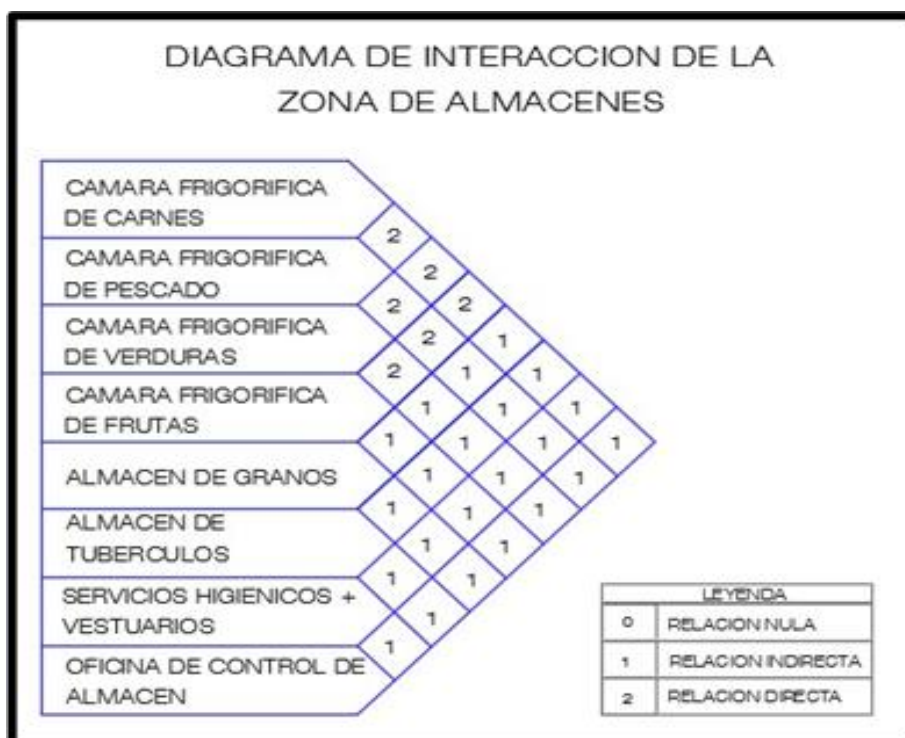 DIAGRAMA DE INTERACCION DE LA
ZONA DE ALMACENES
CAMARA FRIGORIFICA
DE CARNES
CAMARA FRIGORIFICA
DE PESCADO
CAMARA FRIGORIFICA
DE VERDURAS
CAMARA FRIGORIFICA
DE FRUTAS
ALMACEN DE GRANOS
ALMACEN DE
TUBERCULOS
SERVICIOS HIGIENICOS +
VESTUARIOS
OFICINA DE CONTROL DE
ALMACEN
2 2 2 1 1 1 1
2 2 1 1 1 1
2 1 1 1 1
1 1 1 1
1 1 1
1 1
1
LEYENDA
0 RELACION NULA
1 RELACION INDIRECTA
2 RELACION DIRECTA